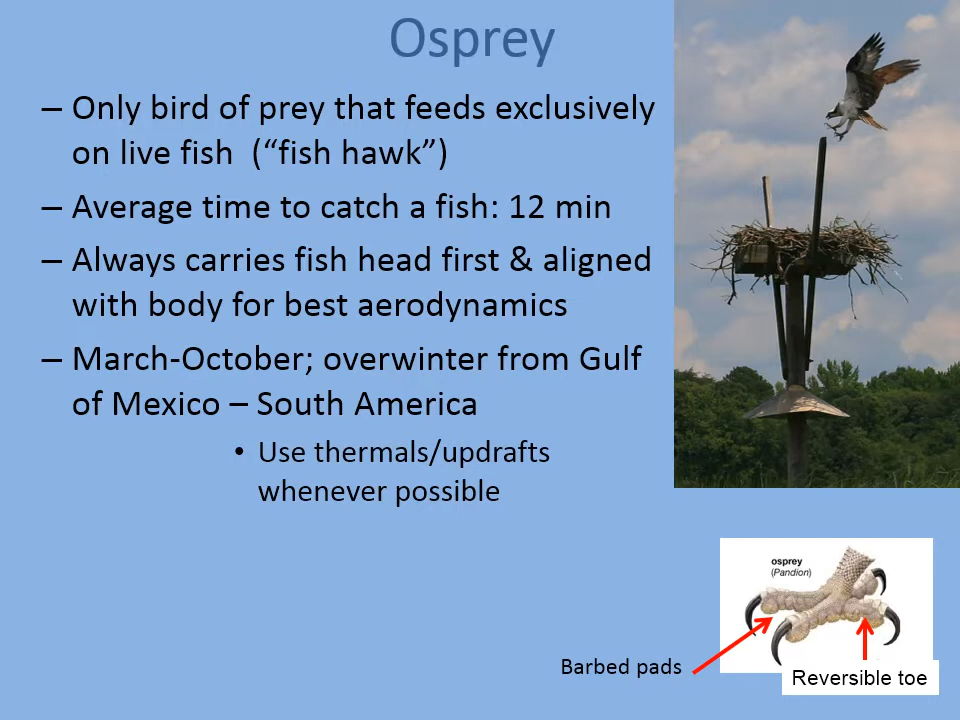 Osprey
– Only bird of prey that feeds exclusively
on live fish (“fish hawk”)
– Average time to catch a fish: 12 min
– Always carries fish head first & aligned
with body for best aerodynamics
– March-October; overwinter from Gulf
of Mexico – South America
• Use thermals/updrafts
whenever possible
osprey
(Pandion)
Barbed pads
Reversible toe